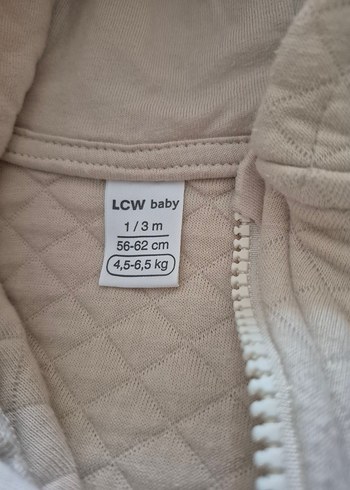 LCW baby
1 / 3 m
56-62 cm
4,5-6,5 kg